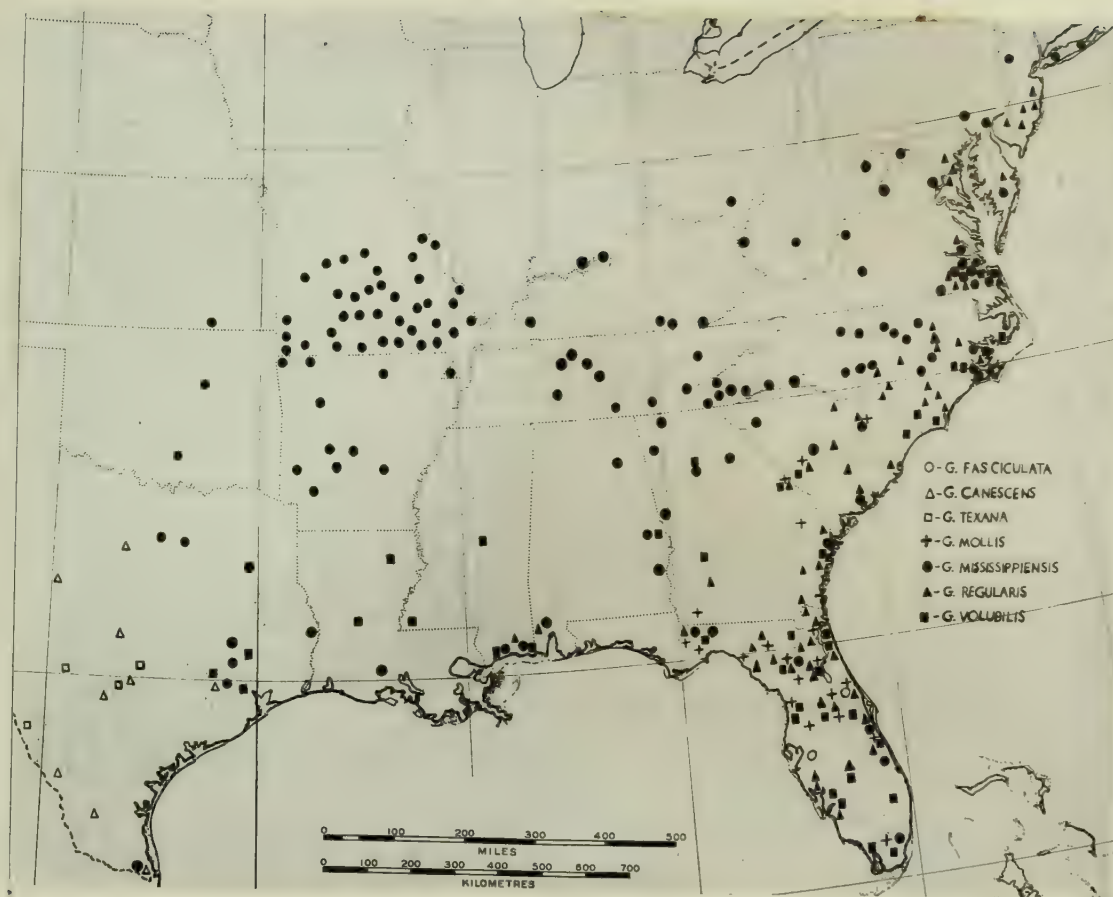 O-G. FASCICULATA
△-G. CANESCENS
□-G. TEXANA
+-G. MOLLIS
●-G. MISSISSIPPIENSIS
▲-G. REGULARIS
■-G. VOLUBILIS
0 100 200 300 400 500
MILES
0 100 200 300 400 500 600 700
KILOMETRES